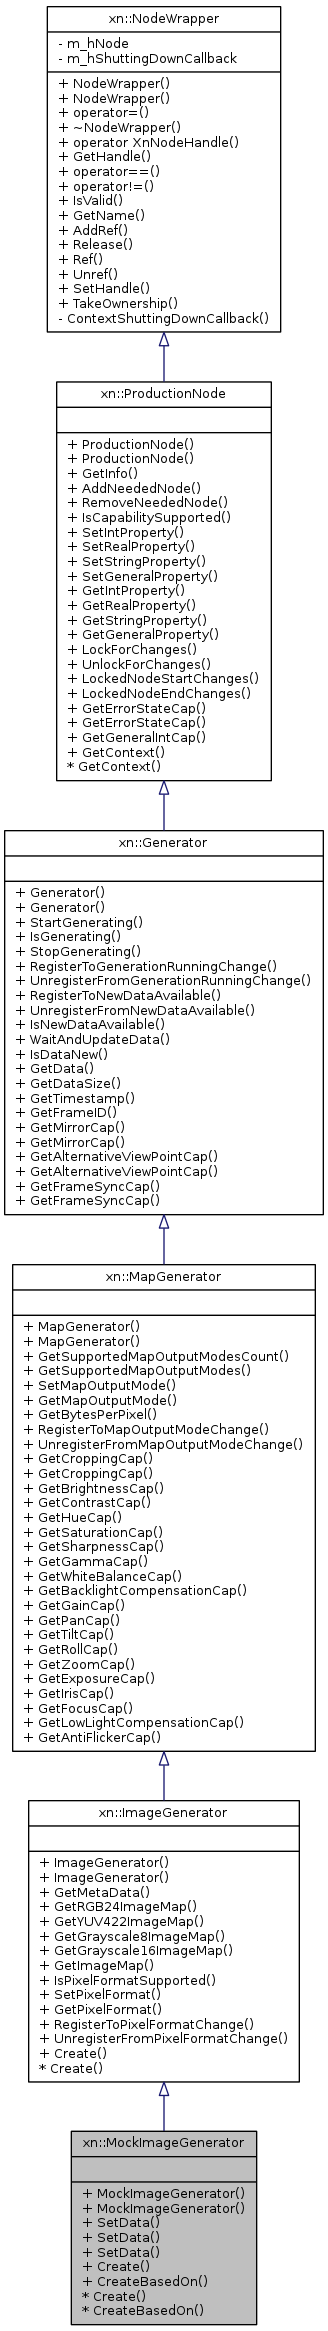 xn::NodeWrapper
- m_hNode
- m_hShuttingDownCallback
+ NodeWrapper()
+ NodeWrapper()
+ operator=()
+ ~NodeWrapper()
+ operator XnNodeHandle()
+ GetHandle()
+ operator==()
+ operator!=()
+ IsValid()
+ GetName()
+ AddRef()
+ Release()
+ Ref()
+ Unref()
+ SetHandle()
+ TakeOwnership()
- ContextShuttingDownCallback()
xn::ProductionNode
+ ProductionNode()
+ ProductionNode()
+ GetInfo()
+ AddNeededNode()
+ RemoveNeededNode()
+ IsCapabilitySupported()
+ SetIntProperty()
+ SetRealProperty()
+ SetStringProperty()
+ SetGeneralProperty()
+ GetIntProperty()
+ GetRealProperty()
+ GetStringProperty()
+ GetGeneralProperty()
+ LockForChanges()
+ UnlockForChanges()
+ LockedNodeStartChanges()
+ LockedNodeEndChanges()
+ GetErrorStateCap()
+ GetErrorStateCap()
+ GetGeneralIntCap()
+ GetContext()
* GetContext()
xn::Generator
+ Generator()
+ Generator()
+ StartGenerating()
+ IsGenerating()
+ StopGenerating()
+ RegisterToGenerationRunningChange()
+ UnregisterFromGenerationRunningChange()
+ RegisterToNewDataAvailable()
+ UnregisterFromNewDataAvailable()
+ IsNewDataAvailable()
+ WaitAndUpdateData()
+ IsDataNew()
+ GetData()
+ GetDataSize()
+ GetTimestamp()
+ GetFrameID()
+ GetMirrorCap()
+ GetMirrorCap()
+ GetAlternativeViewPointCap()
+ GetAlternativeViewPointCap()
+ GetFrameSyncCap()
+ GetFrameSyncCap()
xn::MapGenerator
+ MapGenerator()
+ MapGenerator()
+ GetSupportedMapOutputModesCount()
+ GetSupportedMapOutputModes()
+ SetMapOutputMode()
+ GetMapOutputMode()
+ GetBytesPerPixel()
+ RegisterToMapOutputModeChange()
+ UnregisterFromMapOutputModeChange()
+ GetCroppingCap()
+ GetCroppingCap()
+ GetBrightnessCap()
+ GetContrastCap()
+ GetHueCap()
+ GetSaturationCap()
+ GetSharpnessCap()
+ GetGammaCap()
+ GetWhiteBalanceCap()
+ GetBacklightCompensationCap()
+ GetGainCap()
+ GetPanCap()
+ GetTiltCap()
+ GetRollCap()
+ GetZoomCap()
+ GetExposureCap()
+ GetIrisCap()
+ GetFocusCap()
+ GetLowLightCompensationCap()
+ GetAntiFlickerCap()
xn::ImageGenerator
+ ImageGenerator()
+ ImageGenerator()
+ GetMetaData()
+ GetRGB24ImageMap()
+ GetYUV422ImageMap()
+ GetGrayscale8ImageMap()
+ GetGrayscale16ImageMap()
+ GetImageMap()
+ IsPixelFormatSupported()
+ SetPixelFormat()
+ GetPixelFormat()
+ RegisterToPixelFormatChange()
+ UnregisterFromPixelFormatChange()
+ Create()
* Create()
xn::MockImageGenerator
+ MockImageGenerator()
+ MockImageGenerator()
+ SetData()
+ SetData()
+ SetData()
+ Create()
+ CreateBasedOn()
* Create()
* CreateBasedOn()